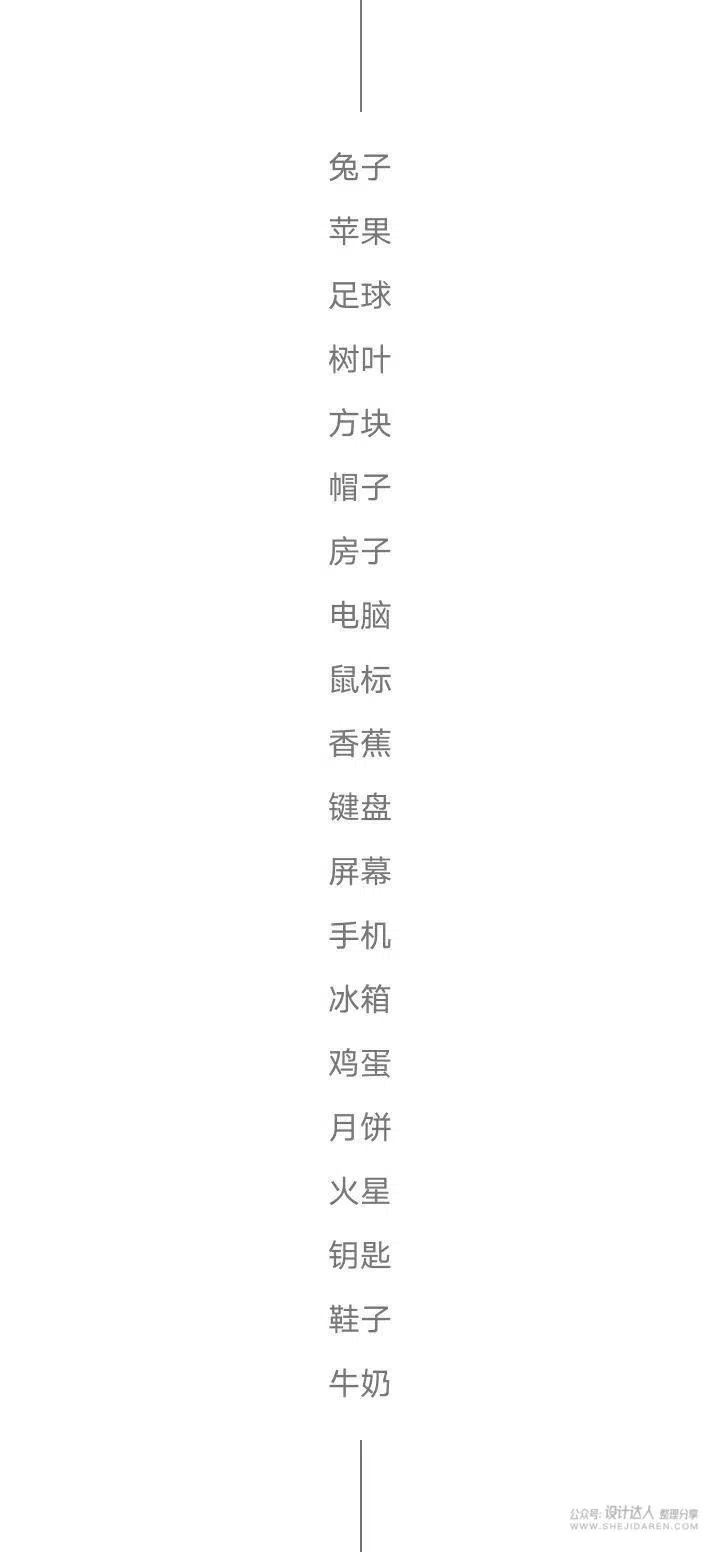 兔子
苹果
足球
树叶
方块
帽子
房子
电脑
鼠标
香蕉
键盘
屏幕
手机
冰箱
鸡蛋
月饼
火星
钥匙
鞋子
牛奶
公众号: 设计达人 整理分享
WWW.SHEJIDAREN.COM